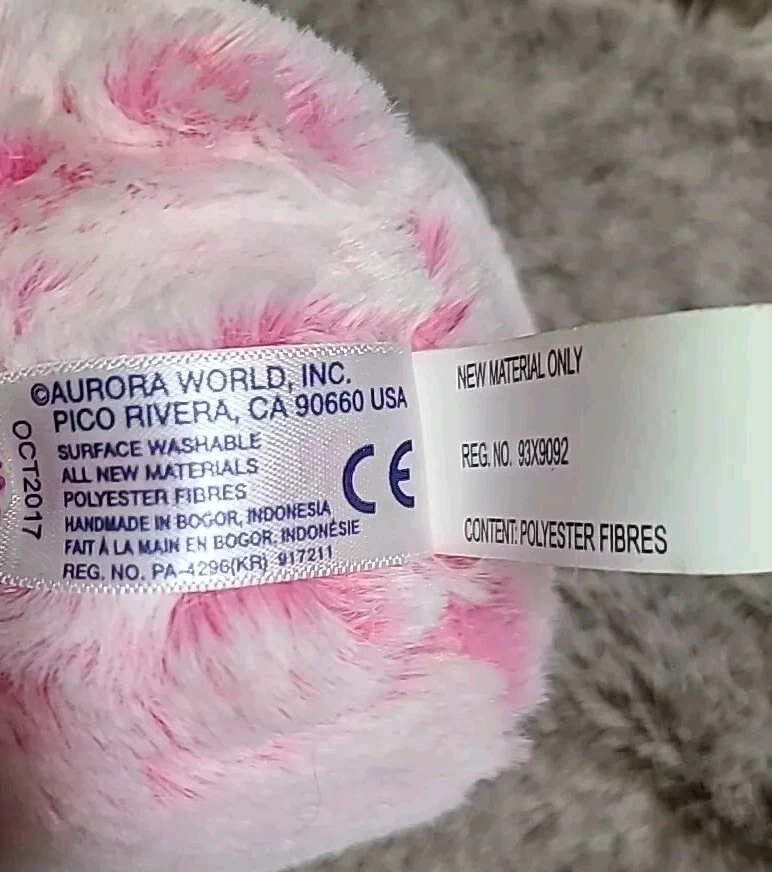 ©AURORA WORLD, INC.
PICO RIVERA, CA 90660 USA
SURFACE WASHABLE
ALL NEW MATERIALS
POLYESTER FIBRES
HANDMADE IN BOGOR, INDONESIA
FAIT À LA MAIN EN BOGOR, INDONÉSIE
REG. NO. PA-4296(KR) 917211
OCT2017
CE
NEW MATERIAL ONLY
REG. NO. 93X9092
CONTENT: POLYESTER FIBRES